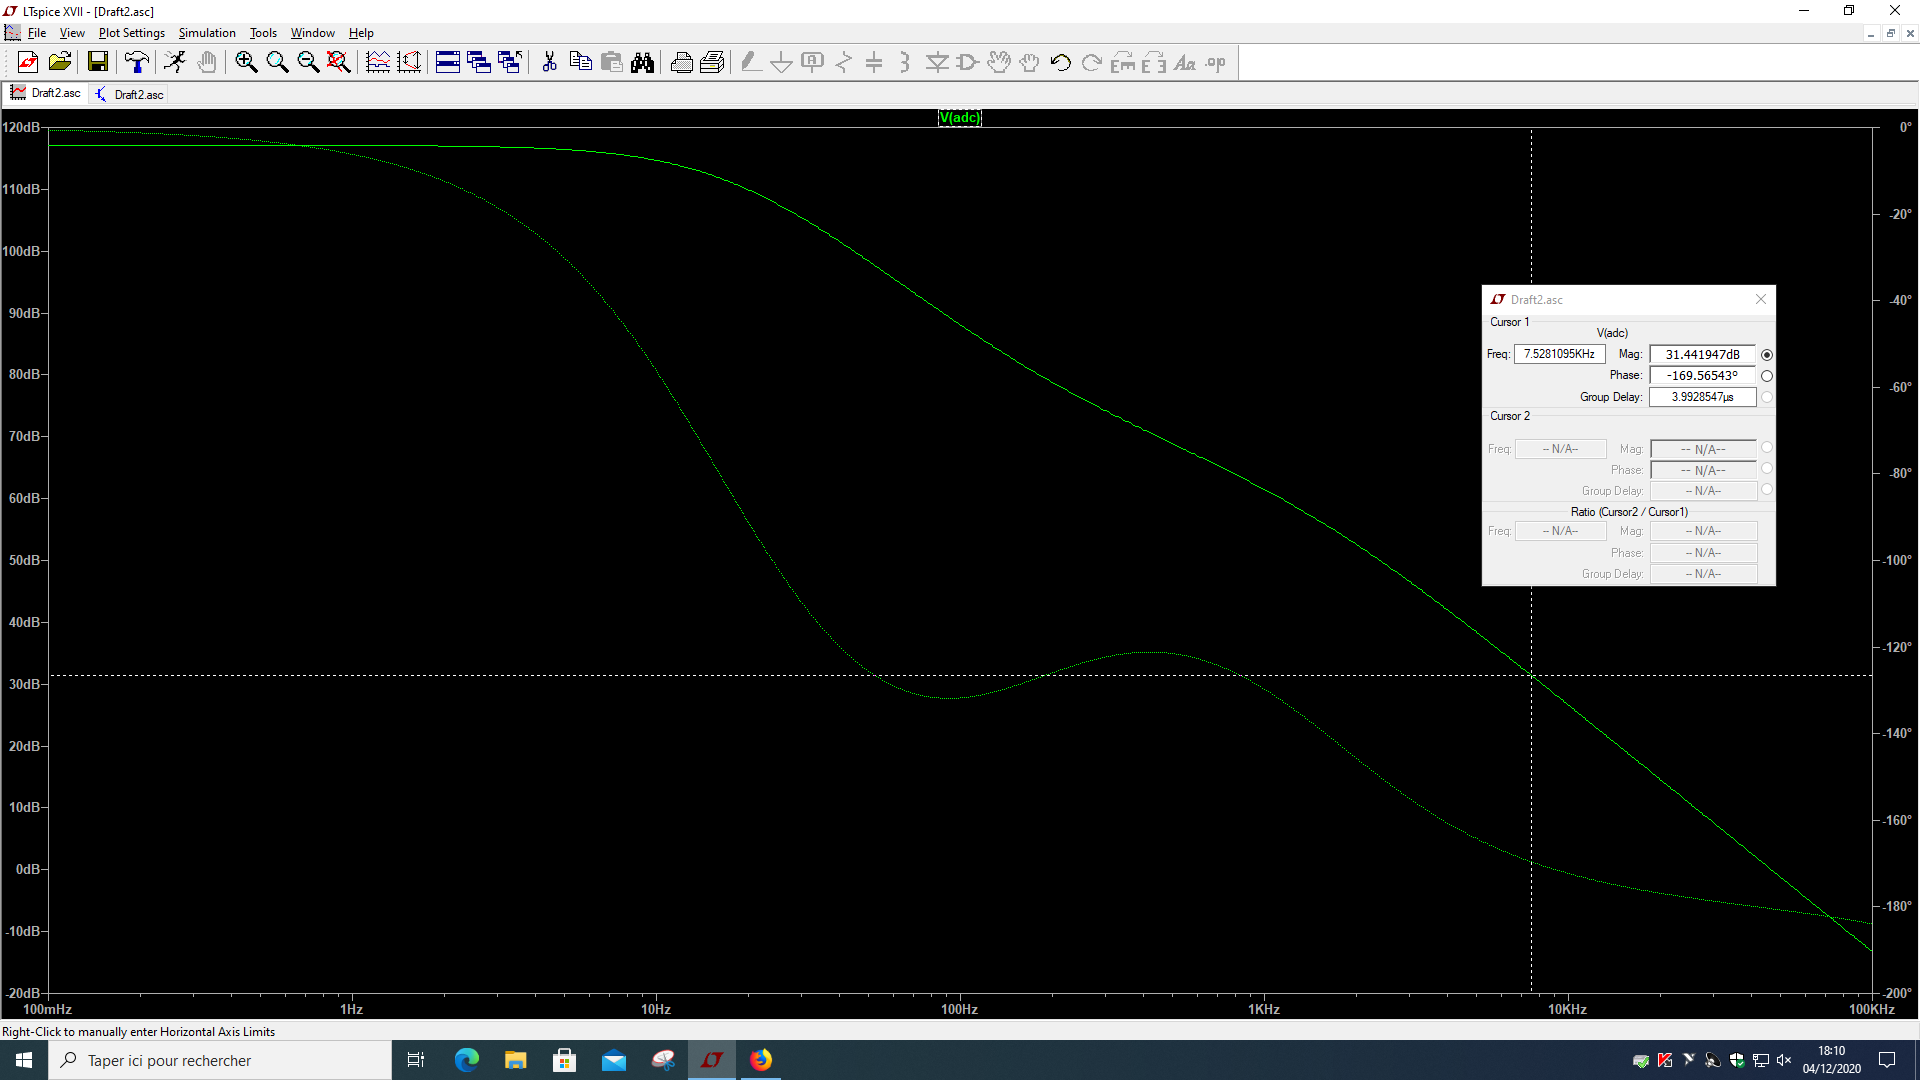 LTspice XVII - [Draft2.asc]
File View Plot Settings Simulation Tools Window Help
Draft2.asc Draft2.asc
V(adc)
120dB 0°
110dB -20°
100dB -40°
90dB -60°
80dB -80°
70dB -100°
60dB -120°
50dB -140°
40dB -160°
30dB -180°
20dB -200°
10dB
0dB
-10dB
-20dB
100mHz 1Hz 10Hz 100Hz 1KHz 10KHz 100KHz
Draft2.asc
Cursor 1
V(adc)
Freq: 7.5281095KHz Mag: 31.441947dB
Phase: -169.56543°
Group Delay: 3.9928547µs
Cursor 2
Freq: -- N/A-- Mag: -- N/A--
Phase: -- N/A--
Group Delay: -- N/A--
Ratio (Cursor2 / Cursor1)
Freq: -- N/A-- Mag: -- N/A--
Phase: -- N/A--
Group Delay: -- N/A--
Right-Click to manually enter Horizontal Axis Limits
Taper ici pour rechercher
18:10
04/12/2020